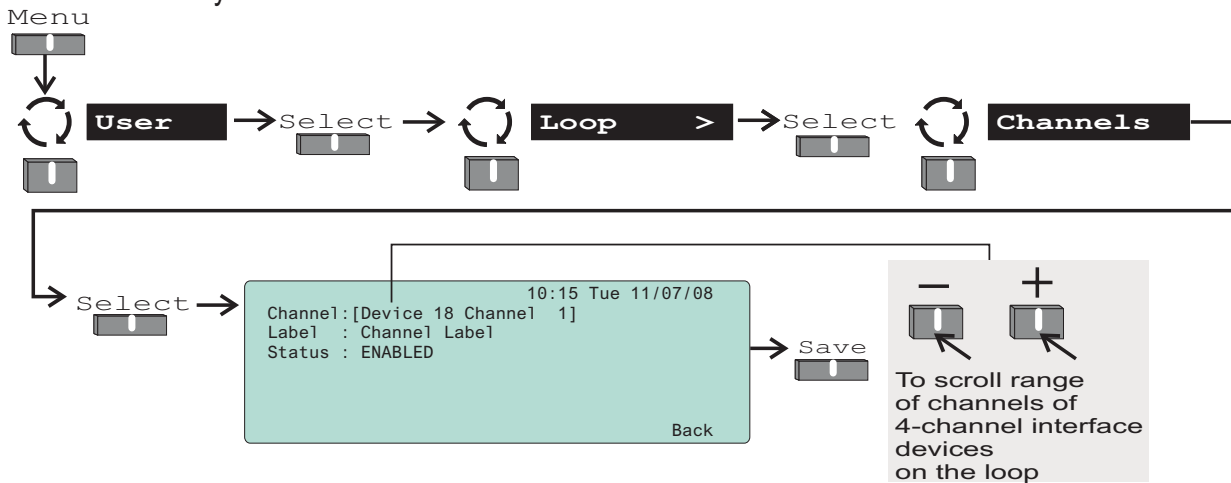 Menu
User
Select
Loop >
Select
Channels
Select
10:15 Tue 11/07/08
Channel:[Device 18 Channel 1]
Label : Channel Label
Status : ENABLED
Back
Save
– +
To scroll range
of channels of
4-channel interface
devices
on the loop